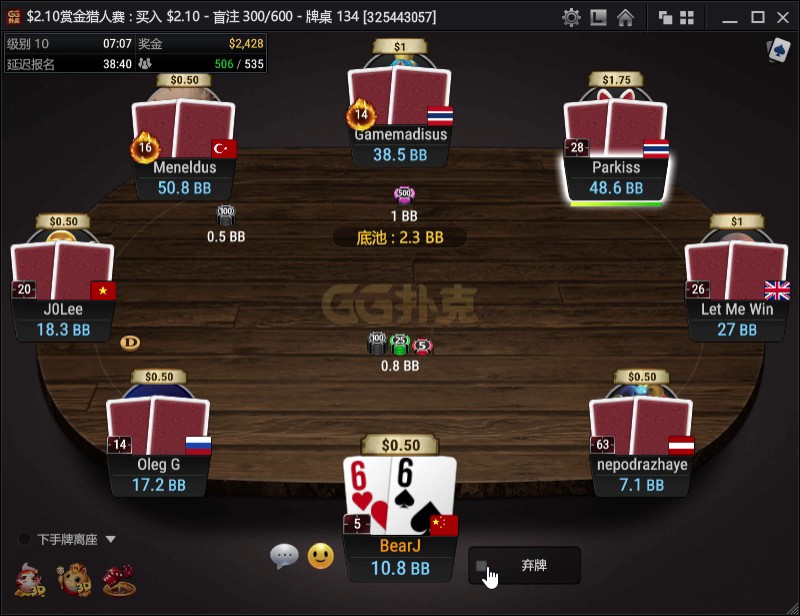 GG扑克 $2.10赏金猎人赛 : 买入 $2.10 - 盲注 300/600 - 牌桌 134 [325443057]
级别 10 07:07 奖金 $2,428
延迟报名 38:40 506 / 535
$1
14
Gamemadisus
38.5 BB
$0.50
16
Meneldus
50.8 BB
$1.75
28
Parkiss
48.6 BB
500
1 BB
100
0.5 BB
底池 : 2.3 BB
$0.50
20
J0Lee
18.3 BB
$1
26
Let Me Win
27 BB
GG扑克
D
100 25 5
0.8 BB
$0.50
14
Oleg G
17.2 BB
$0.50
63
nepodrazhaye
7.1 BB
$0.50
6 6
5
BearJ
10.8 BB
下手牌离座
弃牌
3D 3D